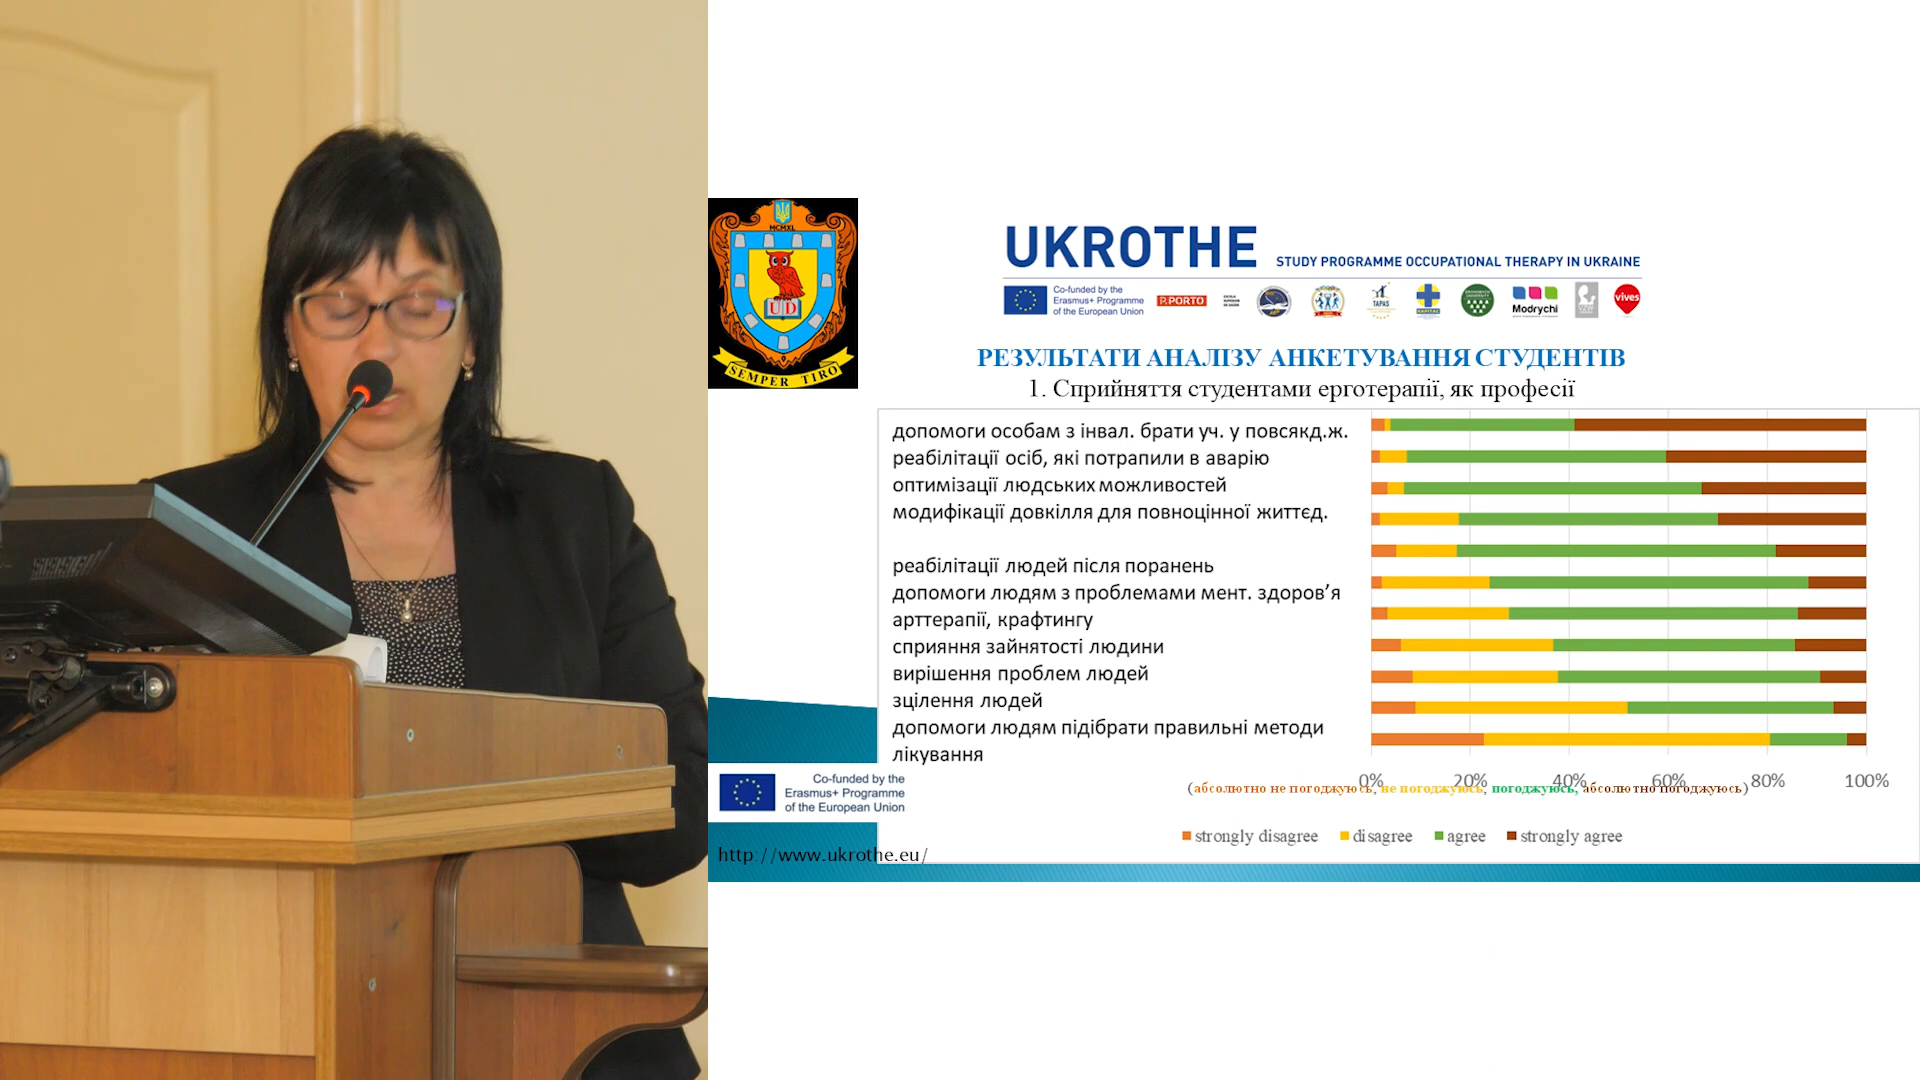 MCMXL
UD
SEMPER TIRO
UKROTHE
STUDY PROGRAMME OCCUPATIONAL THERAPY IN UKRAINE
Co-funded by the
Erasmus+ Programme
of the European Union
P.PORTO
TAPAS
Modrychi
vives
РЕЗУЛЬТАТИ АНАЛІЗУ АНКЕТУВАННЯ СТУДЕНТІВ
1. Сприйняття студентами ерготерапії, як професії
допомоги особам з інвал. брати уч. у повсякд.ж.
реабілітації осіб, які потрапили в аварію
оптимізації людських можливостей
модифікації довкілля для повноцінної життєд.
реабілітації людей після поранень
допомоги людям з проблемами мент. здоров’я
арттерапії, крафтингу
сприяння зайнятості людини
вирішення проблем людей
зцілення людей
допомоги людям підібрати правильні методи
лікування
0% 20% 40% 60% 80% 100%
(абсолютно не погоджуюсь, не погоджуюсь, погоджуюсь, абсолютно погоджуюсь)
strongly disagree disagree agree strongly agree
Co-funded by the
Erasmus+ Programme
of the European Union
http://www.ukrothe.eu/